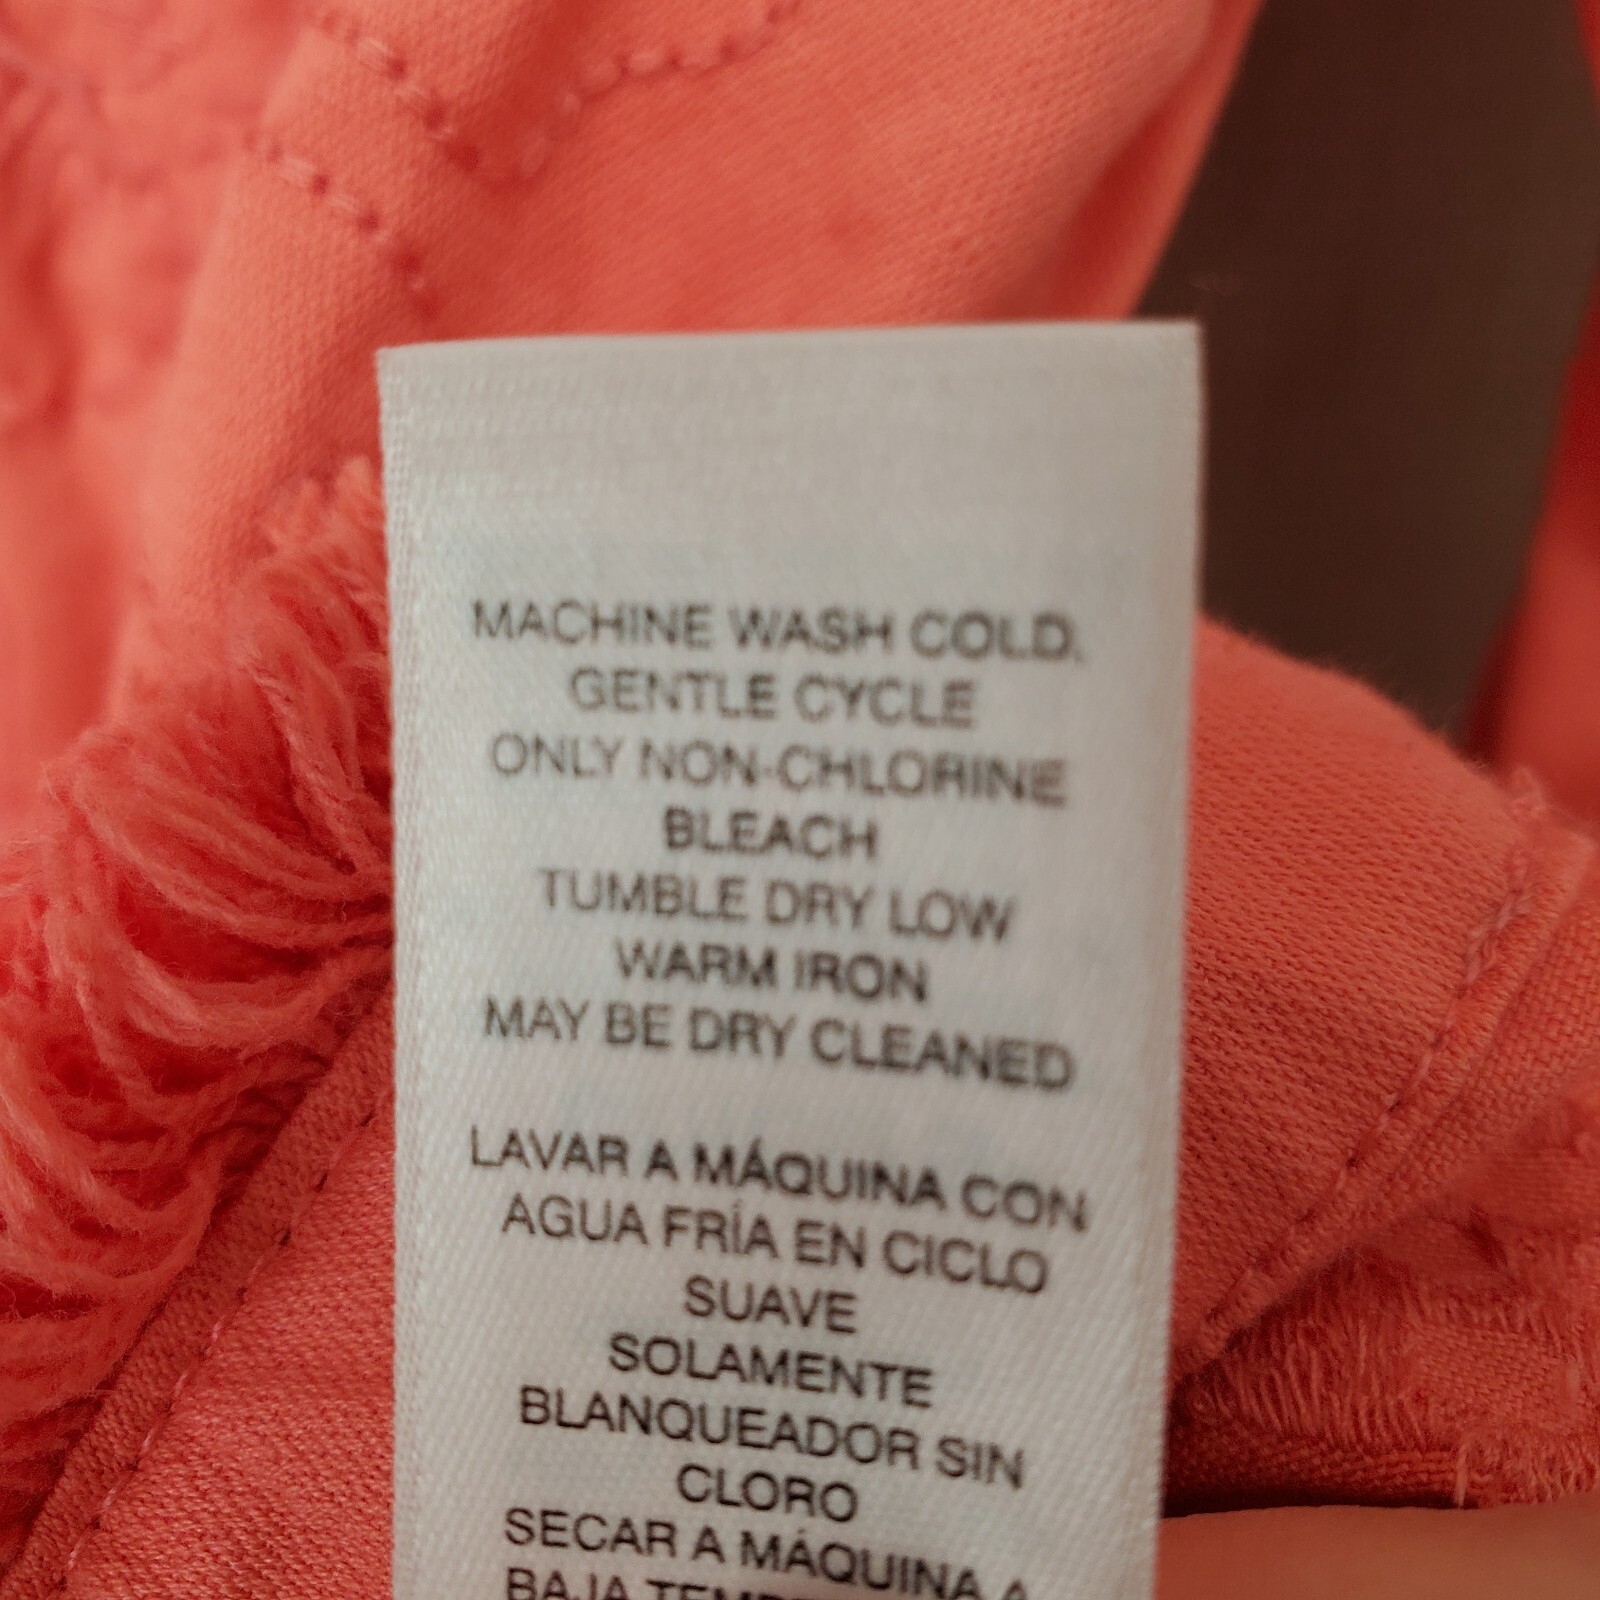 MACHINE WASH COLD,
GENTLE CYCLE
ONLY NON-CHLORINE
BLEACH
TUMBLE DRY LOW
WARM IRON
MAY BE DRY CLEANED
LAVAR A MÁQUINA CON
AGUA FRÍA EN CICLO
SUAVE
SOLAMENTE
BLANQUEADOR SIN
CLORO
SECAR A MÁQUINA A
BAJA